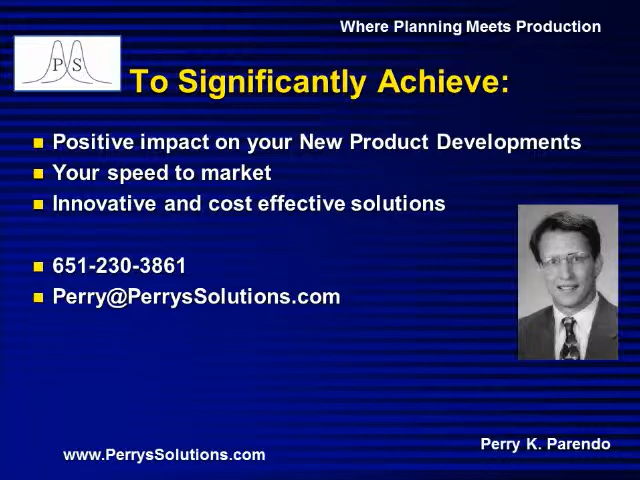 Where Planning Meets Production
P S
To Significantly Achieve:
Positive impact on your New Product Developments
Your speed to market
Innovative and cost effective solutions
651-230-3861
Perry@PerrysSolutions.com
Perry K. Parendo
www.PerrysSolutions.com